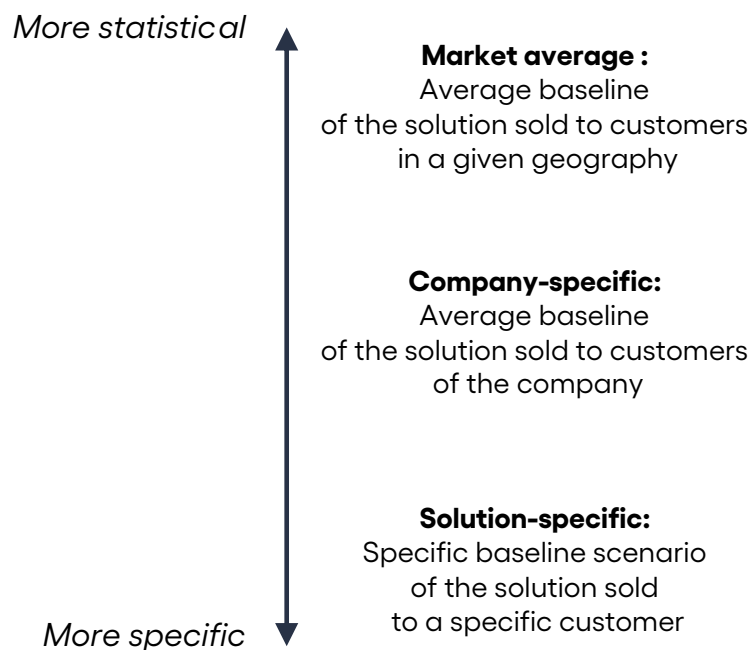 More statistical
Market average :
Average baseline
of the solution sold to customers
in a given geography
Company-specific:
Average baseline
of the solution sold to customers
of the company
Solution-specific:
Specific baseline scenario
of the solution sold
to a specific customer
More specific